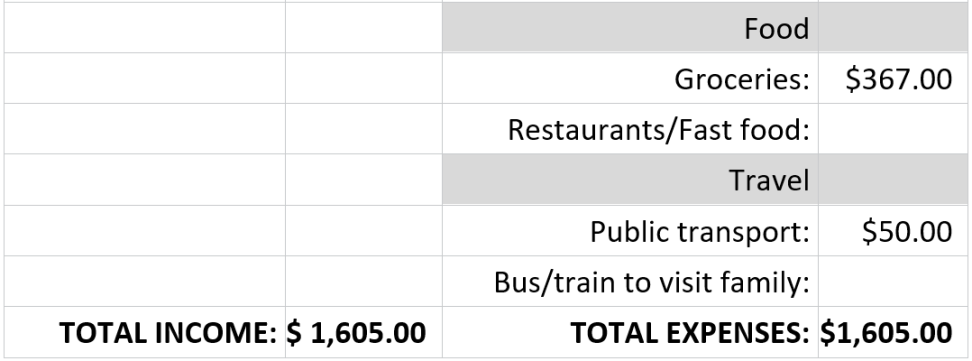 Food
Groceries: $367.00
Restaurants/Fast food:
Travel
Public transport: $50.00
Bus/train to visit family:
TOTAL INCOME: $ 1,605.00 TOTAL EXPENSES: $1,605.00